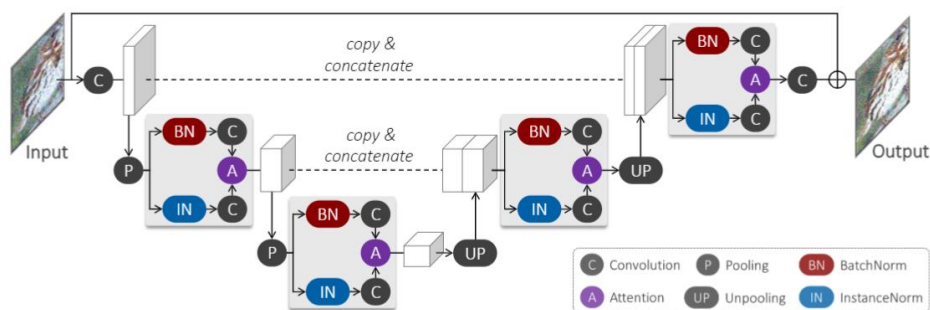 BN C
copy &
concatenate
C A C
IN C
Input
Output
BN C
copy &
concatenate
BN C
P A
A UP
IN C
IN C
BN C
P A UP
IN C
C Convolution P Pooling BN BatchNorm
A Attention UP Unpooling IN InstanceNorm